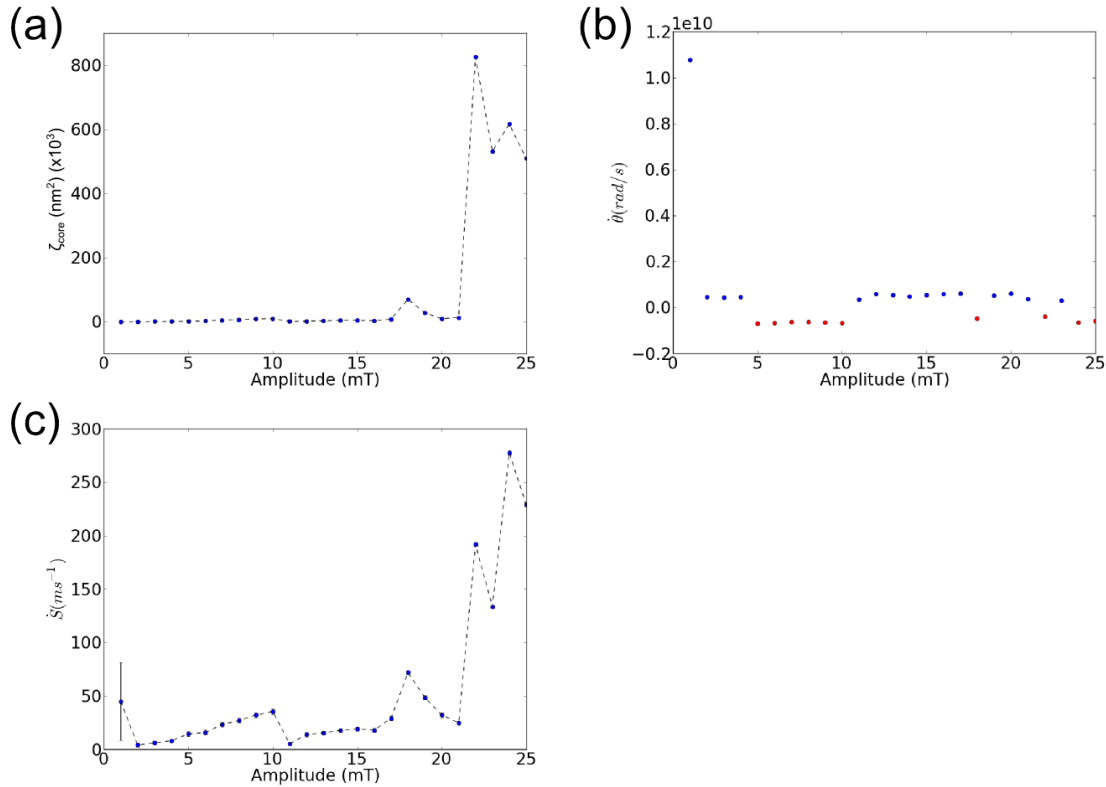 (a)
800
600
400
200
0
ζcore (nm²) (x10³)
0 5 10 15 20 25
Amplitude (mT)
(b)
1e10
1.2
1.0
0.8
0.6
0.4
0.2
0.0
−0.2
θ̇(rad/s)
0 5 10 15 20 25
Amplitude (mT)
(c)
300
250
200
150
100
50
0
Ṡ(ms⁻¹)
0 5 10 15 20 25
Amplitude (mT)